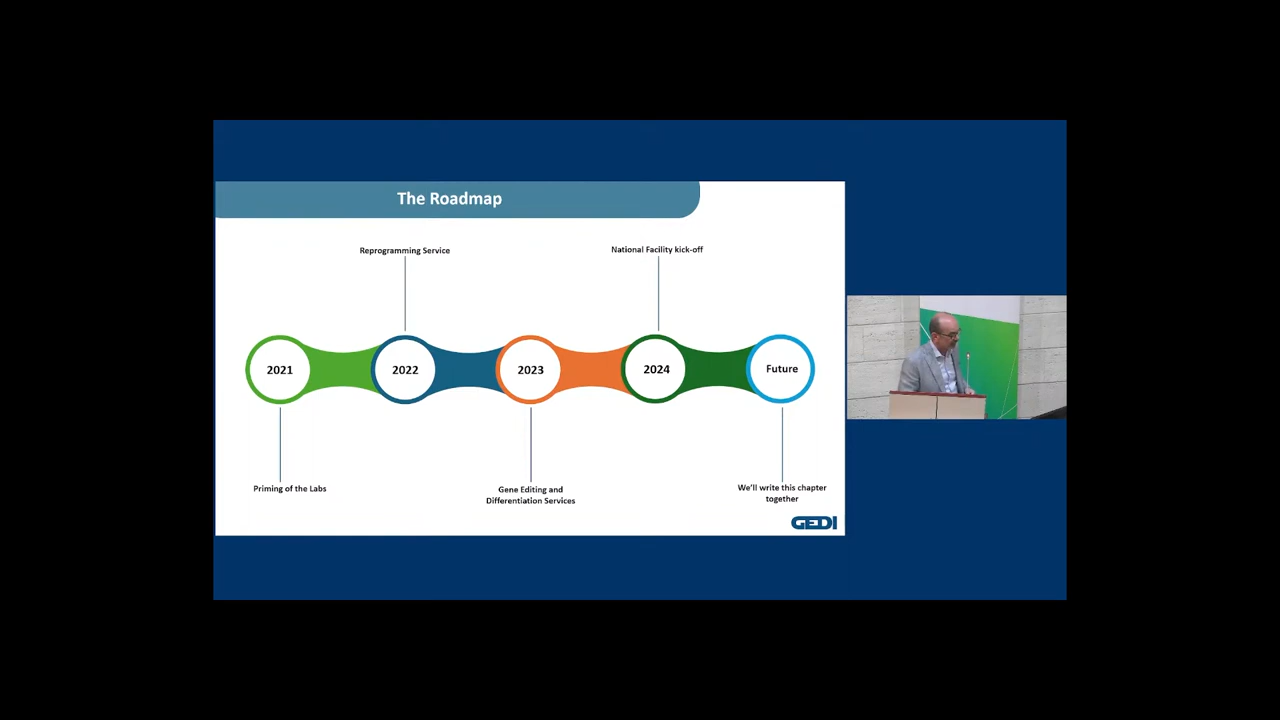 The Roadmap
Reprogramming Service
National Facility kick-off
2021
2022
2023
2024
Future
Priming of the Labs
Gene Editing and
Differentiation Services
We'll write this chapter
together
GEDI